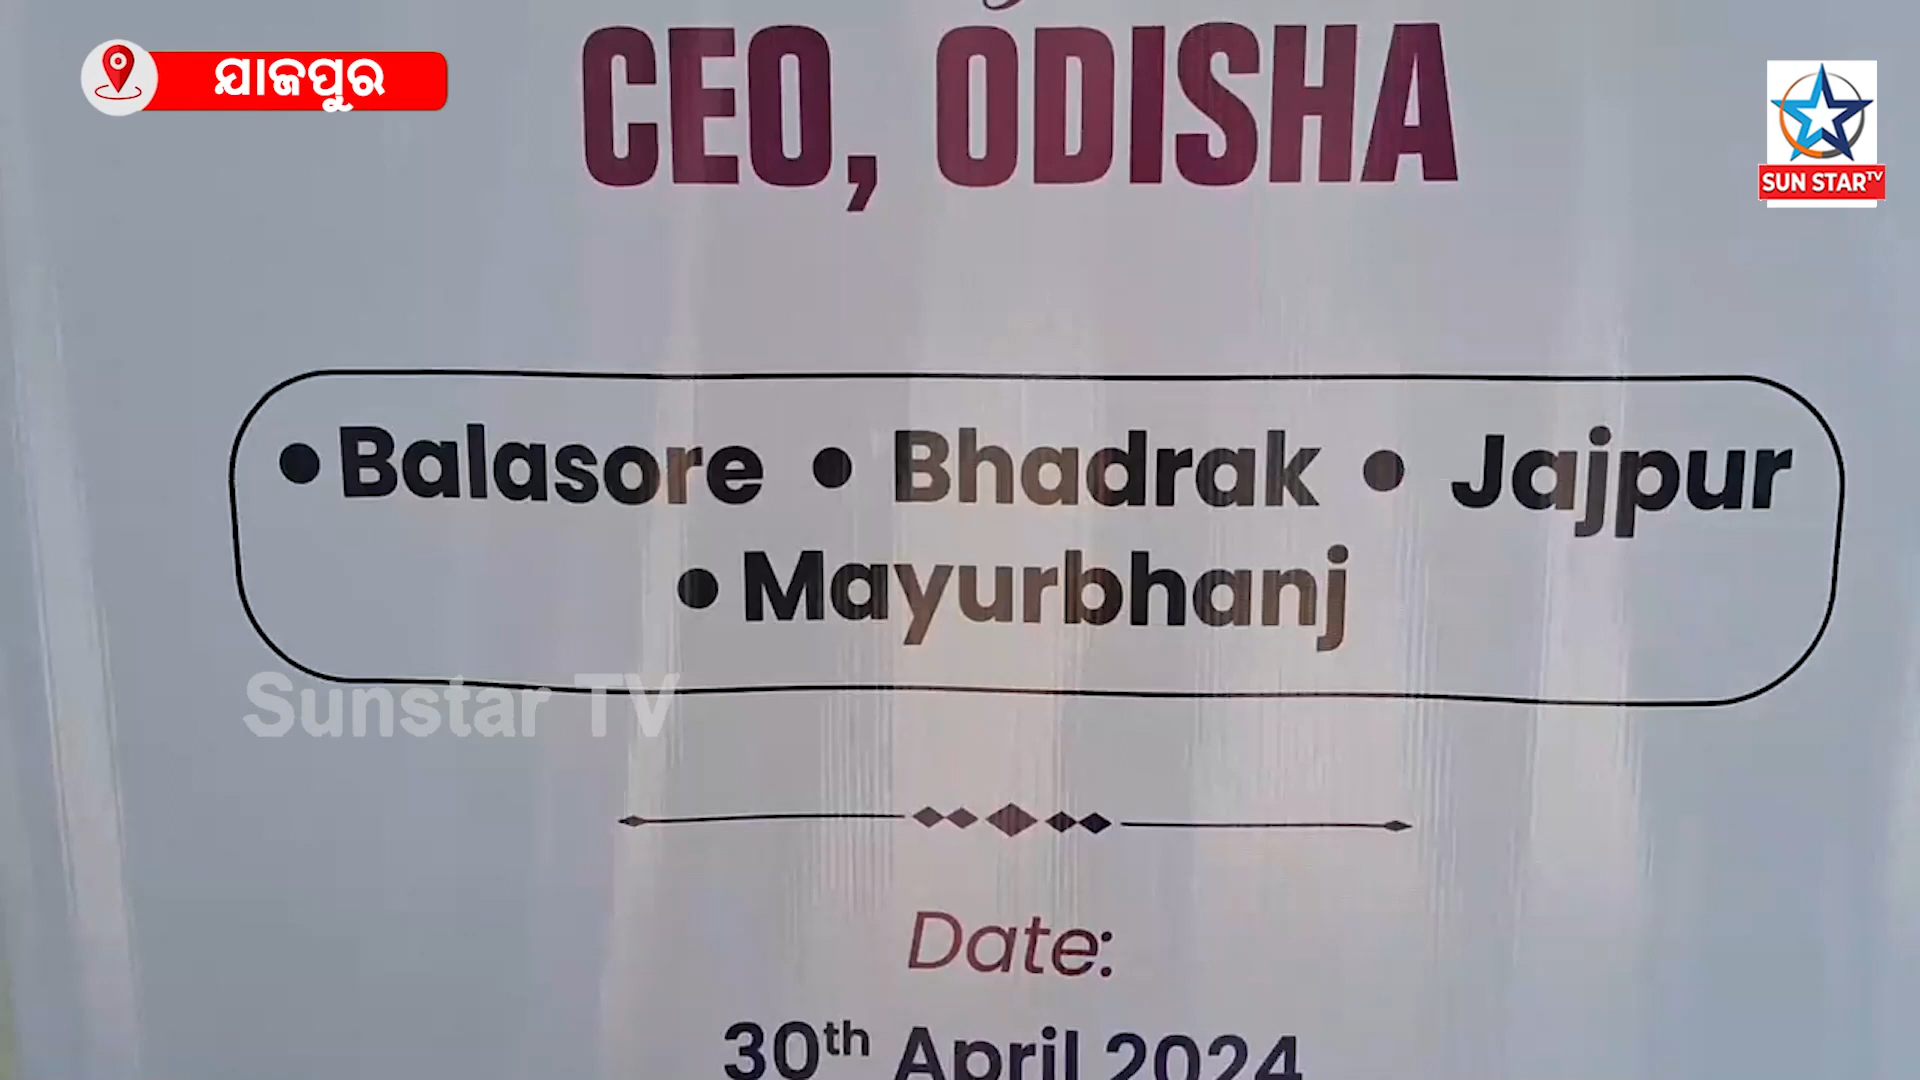 CEO, ODISHA
ଯାଜପୁର
SUN STAR TV
• Balasore • Bhadrak • Jajpur
• Mayurbhanj
Sunstar TV
Date:
30th April 2024